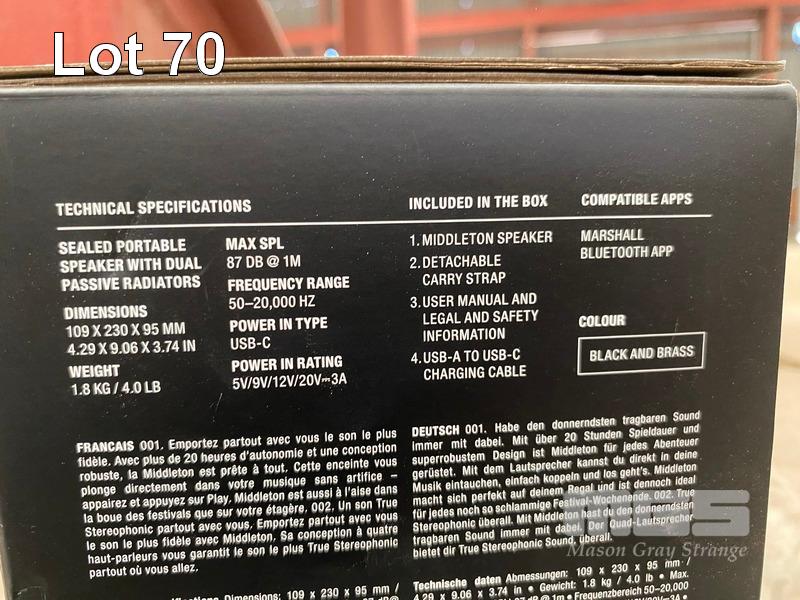 Lot 70
TECHNICAL SPECIFICATIONS
SEALED PORTABLE
SPEAKER WITH DUAL
PASSIVE RADIATORS
DIMENSIONS
109 X 230 X 95 MM
4.29 X 9.06 X 3.74 IN
WEIGHT
1.8 KG / 4.0 LB
MAX SPL
87 DB @ 1M
FREQUENCY RANGE
50–20,000 HZ
POWER IN TYPE
USB-C
POWER IN RATING
5V/9V/12V/20V⎓3A
INCLUDED IN THE BOX
1. MIDDLETON SPEAKER
2. DETACHABLE
CARRY STRAP
3. USER MANUAL AND
LEGAL AND SAFETY
INFORMATION
4. USB-A TO USB-C
CHARGING CABLE
COMPATIBLE APPS
MARSHALL
BLUETOOTH APP
COLOUR
BLACK AND BRASS
FRANCAIS 001. Emportez partout avec vous le son le plus
fidèle. Avec plus de 20 heures d'autonomie et une conception
robuste, la Middleton est prête à tout. Cette enceinte vous
plonge directement dans votre musique sans artifice –
appairez et appuyez sur Play. Middleton est aussi à l'aise dans
la boue des festivals que sur votre étagère. 002. Un son True
Stereophonic partout avec vous. Emportez partout avec vous
le son le plus fidèle avec Middleton. Sa conception à quatre
haut-parleurs vous garantit le son le plus True Stereophonic
partout où vous allez.
Dimensions: 109 x 230 x 95 mm /
DEUTSCH 001. Habe den donnerndsten tragbaren Sound
immer mit dabei. Mit über 20 Stunden Spieldauer und
superrobustem Design ist Middleton für jedes Abenteuer
gerüstet. Mit dem Lautsprecher kannst du direkt in deine
Musik eintauchen, einfach koppeln und los geht's. Middleton
macht sich perfekt auf deinem Regal und ist dennoch ideal
für jedes noch so schlammige Festival-Wochenende. 002. True
Stereophonic überall. Mit Middleton hast du den donnerndsten
tragbaren Sound immer mit dabei. Der Quad-Lautsprecher
bietet dir True Stereophonic Sound, überall.
Technische daten Abmessungen: 109 x 230 x 95 mm /
4.29 x 9.06 x 3.74 in • Gewicht: 1.8 kg / 4.0 lb • Max.
87 dB @ 1m • Frequenzbereich 50–20,000
mgs
Mason Gray Strange